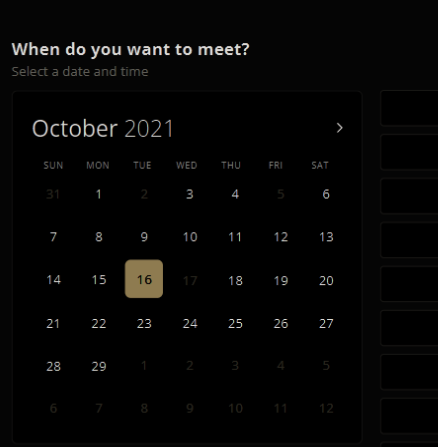 When do you want to meet?
Select a date and time
October 2021 >
SUN MON TUE WED THU FRI SAT
31 1 2 3 4 5 6
7 8 9 10 11 12 13
14 15 16 17 18 19 20
21 22 23 24 25 26 27
28 29 1 2 3 4 5
6 7 8 9 10 11 12